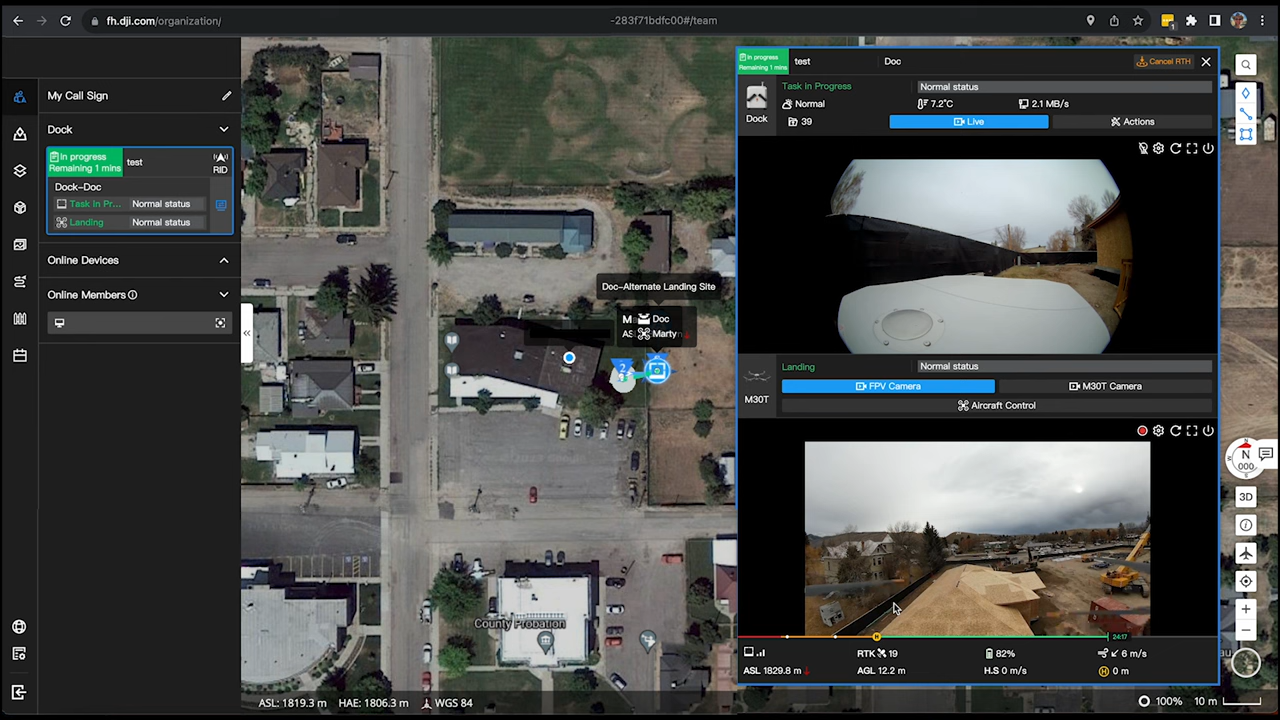 fh.dji.com/organization/
-283f71bdfc00#/team
My Call Sign
Dock
In progress
Remaining 1 mins
test
RID
Dock-Doc
Task in Pr...
Normal status
Landing
Normal status
Online Devices
Online Members
Doc-Alternate Landing Site
M
Doc
AS
Marty
2
County Probation
ASL: 1819.3 m
HAE: 1806.3 m
WGS 84
In progress
Remaining 1 mins
test
Doc
Cancel RTH
Dock
Task in Progress
Normal status
Normal
7.2°C
2.1 MB/s
39
Live
Actions
M30T
Landing
Normal status
FPV Camera
M30T Camera
Aircraft Control
H
24:17
RTK 19
82%
6 m/s
ASL 1829.8 m
AGL 12.2 m
H.S 0 m/s
H 0 m
N
000
3D
100%
10 m